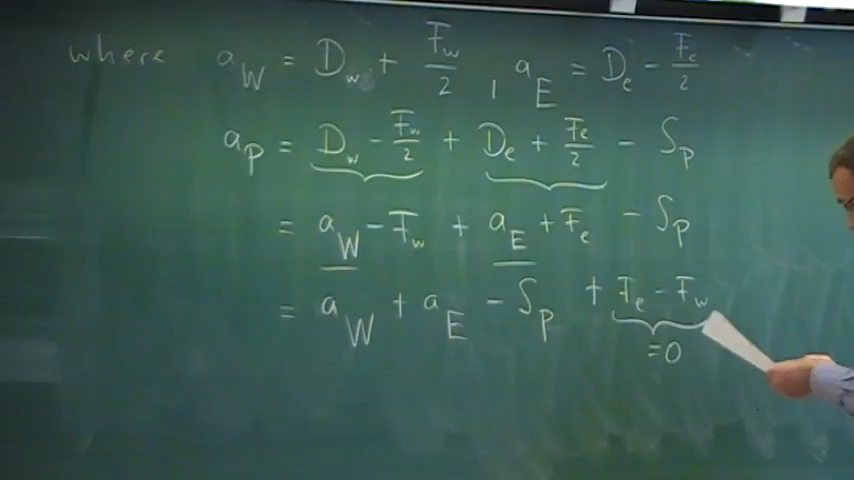 where a_W = D_w + F_w/2 , a_E = D_e - F_e/2
a_P = D_w - F_w/2 + D_e + F_e/2 - S_P
= a_W - F_w + a_E + F_e - S_P
= a_W + a_E - S_P + F_e - F_w
=0